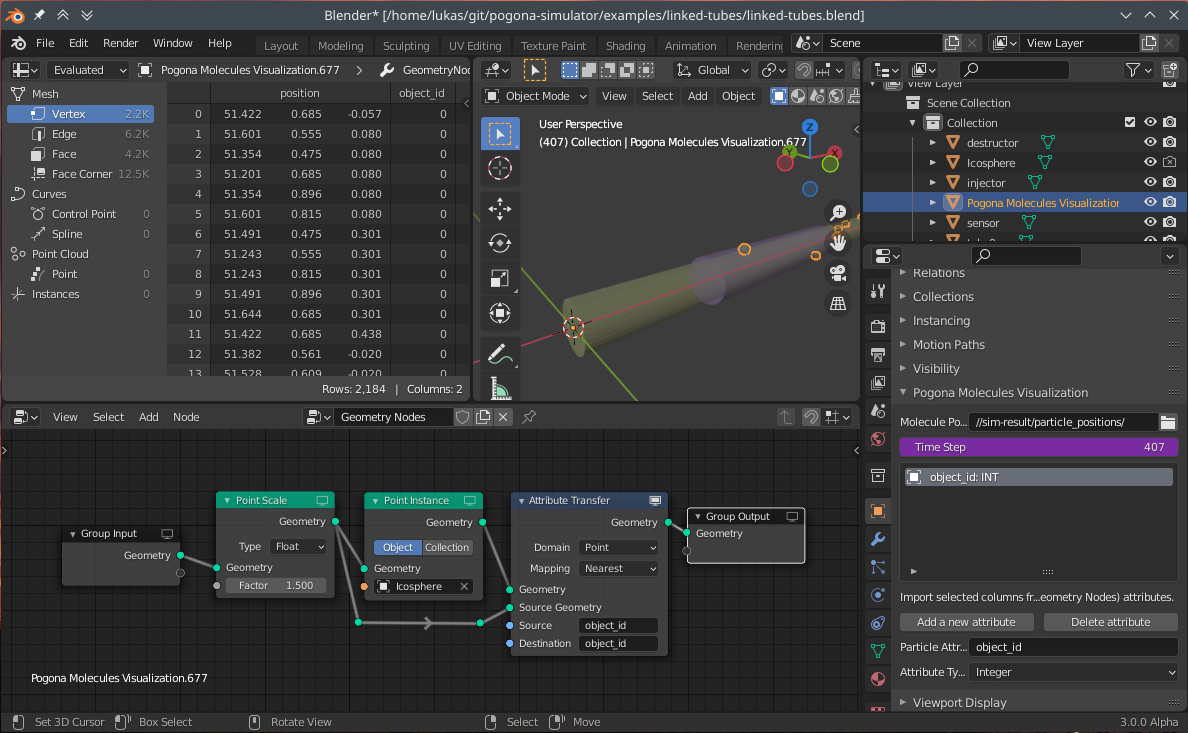 Blender* [/home/lukas/git/pogona-simulator/examples/linked-tubes/linked-tubes.blend]
File Edit Render Window Help
Layout Modeling Sculpting UV Editing Texture Paint Shading Animation Rendering
Scene
View Layer
Evaluated
Pogona Molecules Visualization.677
GeometryNo
position object_id
Mesh
Vertex 2.2K
Edge 6.2K
Face 4.2K
Face Corner 12.5K
Curves
Control Point 0
Spline 0
Point Cloud
Point 0
Instances 0
0 51.422 0.685 -0.057 0
1 51.601 0.555 0.080 0
2 51.354 0.475 0.080 0
3 51.201 0.685 0.080 0
4 51.354 0.896 0.080 0
5 51.601 0.815 0.080 0
6 51.491 0.475 0.301 0
7 51.243 0.555 0.301 0
8 51.243 0.815 0.301 0
9 51.491 0.896 0.301 0
10 51.644 0.685 0.301 0
11 51.422 0.685 0.438 0
12 51.382 0.561 -0.020 0
13 51.528 0.609 -0.020 0
Rows: 2,184 | Columns: 2
Global
Object Mode View Select Add Object
User Perspective
(407) Collection | Pogona Molecules Visualization.677
Z
Y
X
View Layer
Scene Collection
Collection
destructor
Icosphere
injector
Pogona Molecules Visualization
sensor
Relations
Collections
Instancing
Motion Paths
Visibility
Pogona Molecules Visualization
Molecule Po... //sim-result/particle_positions/
Time Step 407
object_id: INT
Import selected columns fr...eometry Nodes) attributes.
Add a new attribute Delete attribute
Particle Attr... object_id
Attribute Ty... Integer
Viewport Display
View Select Add Node
Geometry Nodes
Group Input
Geometry
Point Scale
Geometry
Type Float
Geometry
Factor 1.500
Point Instance
Geometry
Object Collection
Geometry
Icosphere
Attribute Transfer
Geometry
Domain Point
Mapping Nearest
Geometry
Source Geometry
Source object_id
Destination object_id
Group Output
Geometry
Pogona Molecules Visualization.677
Set 3D Cursor Box Select Rotate View Select Move 3.0.0 Alpha